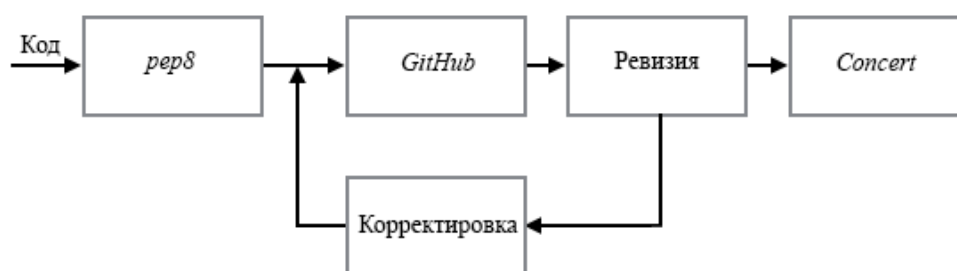 Код
pep8
GitHub
Ревизия
Concert
Корректировка